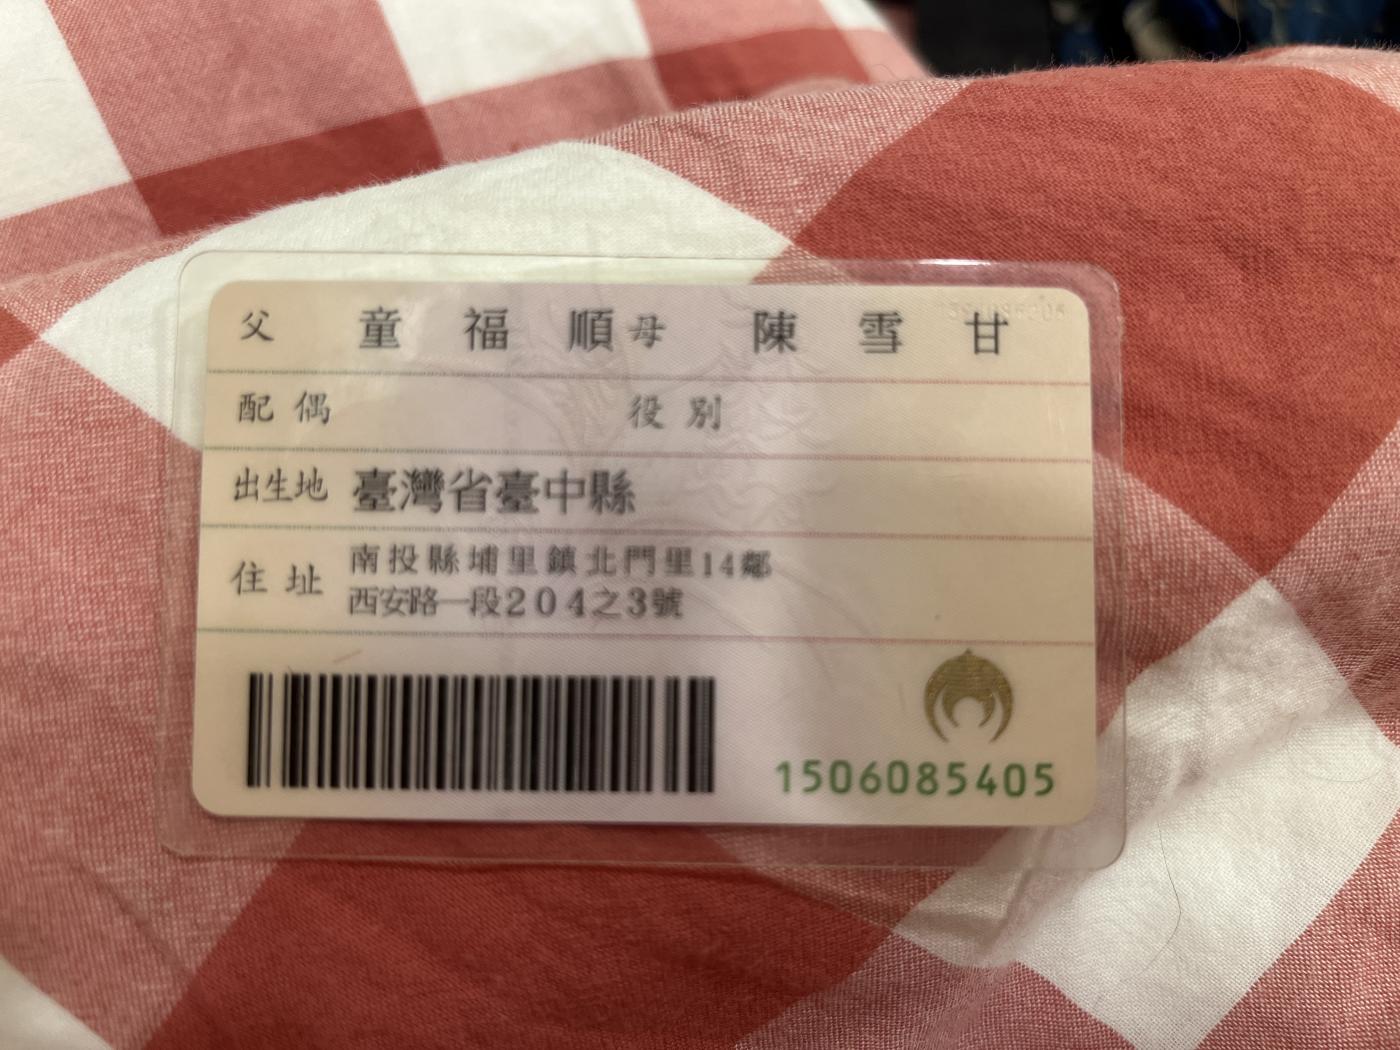 父 童福順 母 陳雪甘
配偶 役別
出生地 臺灣省臺中縣
住址 南投縣埔里鎮北門里14鄰
西安路一段204之3號
1506085405